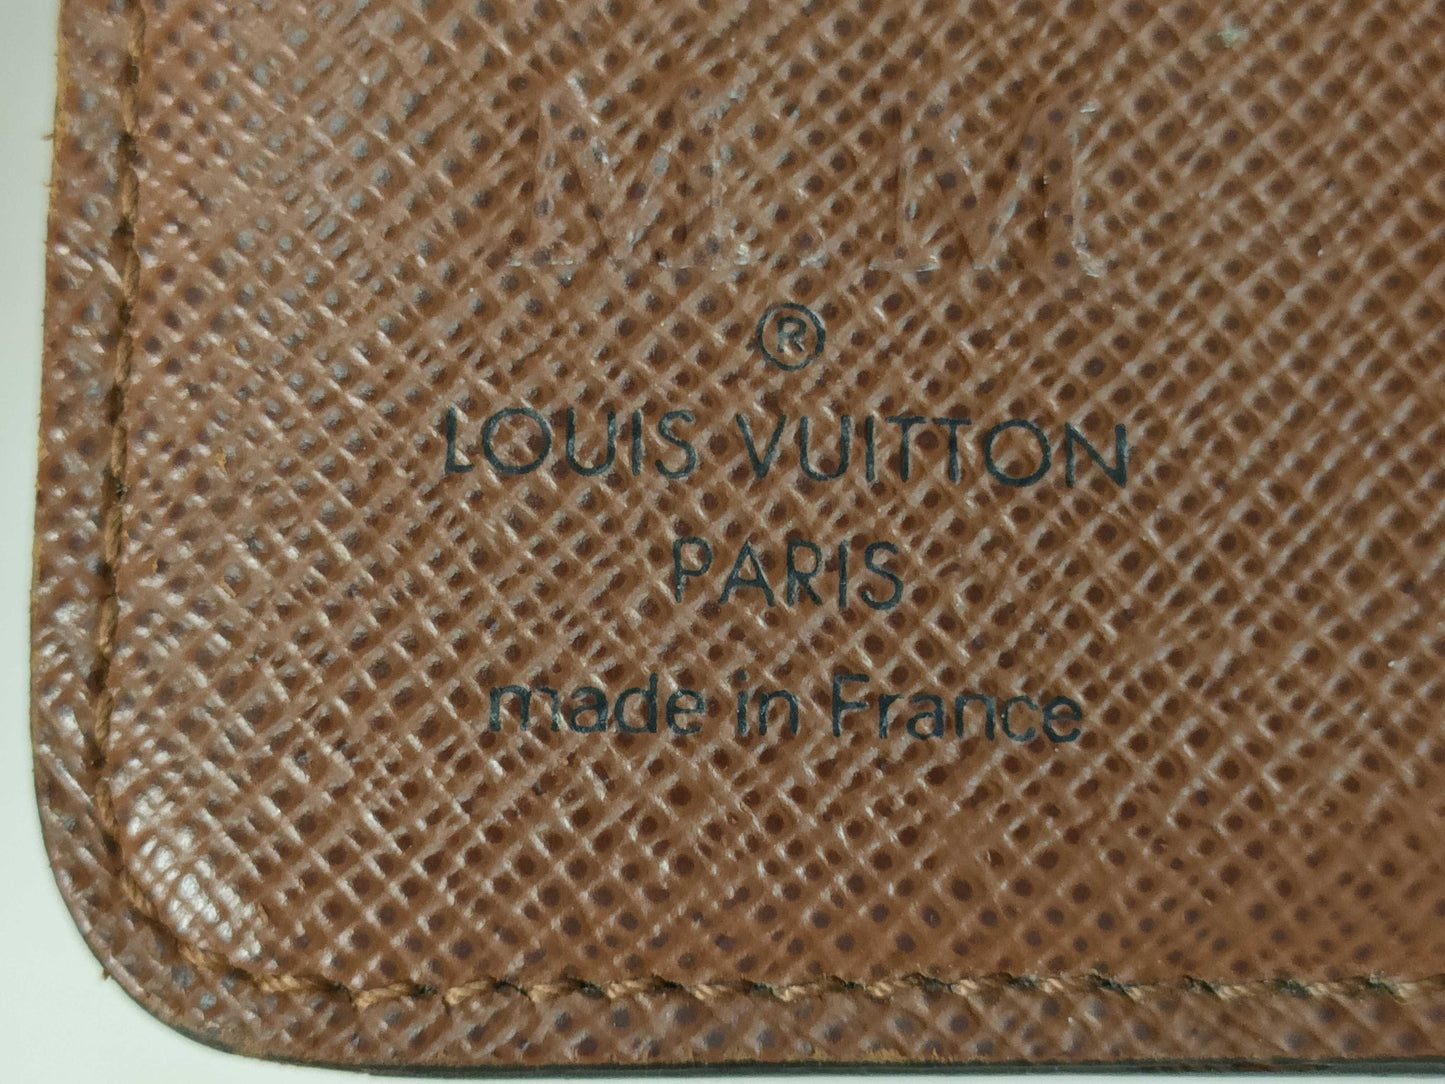 M.M
®
LOUIS VUITTON
PARIS
made in France